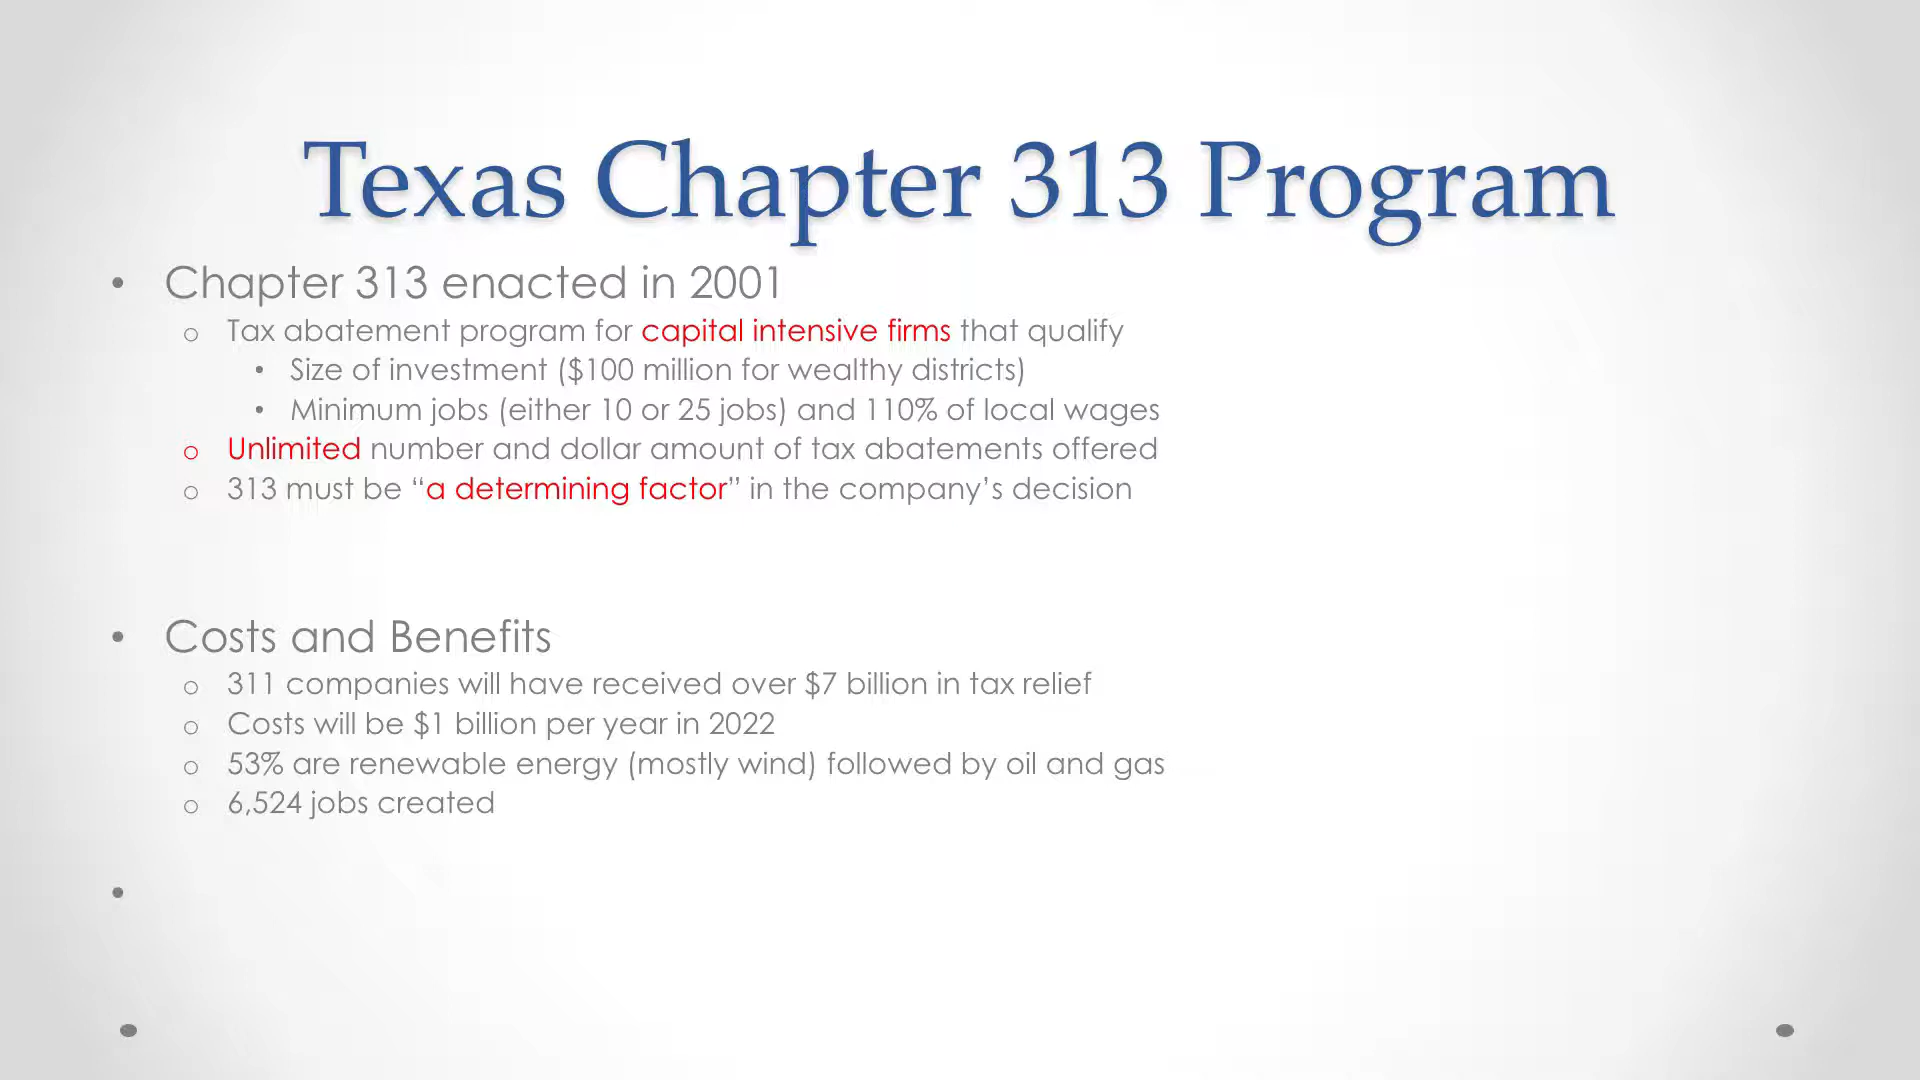 Texas Chapter 313 Program
• Chapter 313 enacted in 2001
o Tax abatement program for capital intensive firms that qualify
• Size of investment ($100 million for wealthy districts)
• Minimum jobs (either 10 or 25 jobs) and 110% of local wages
o Unlimited number and dollar amount of tax abatements offered
o 313 must be “a determining factor” in the company’s decision
• Costs and Benefits
o 311 companies will have received over $7 billion in tax relief
o Costs will be $1 billion per year in 2022
o 53% are renewable energy (mostly wind) followed by oil and gas
o 6,524 jobs created
•